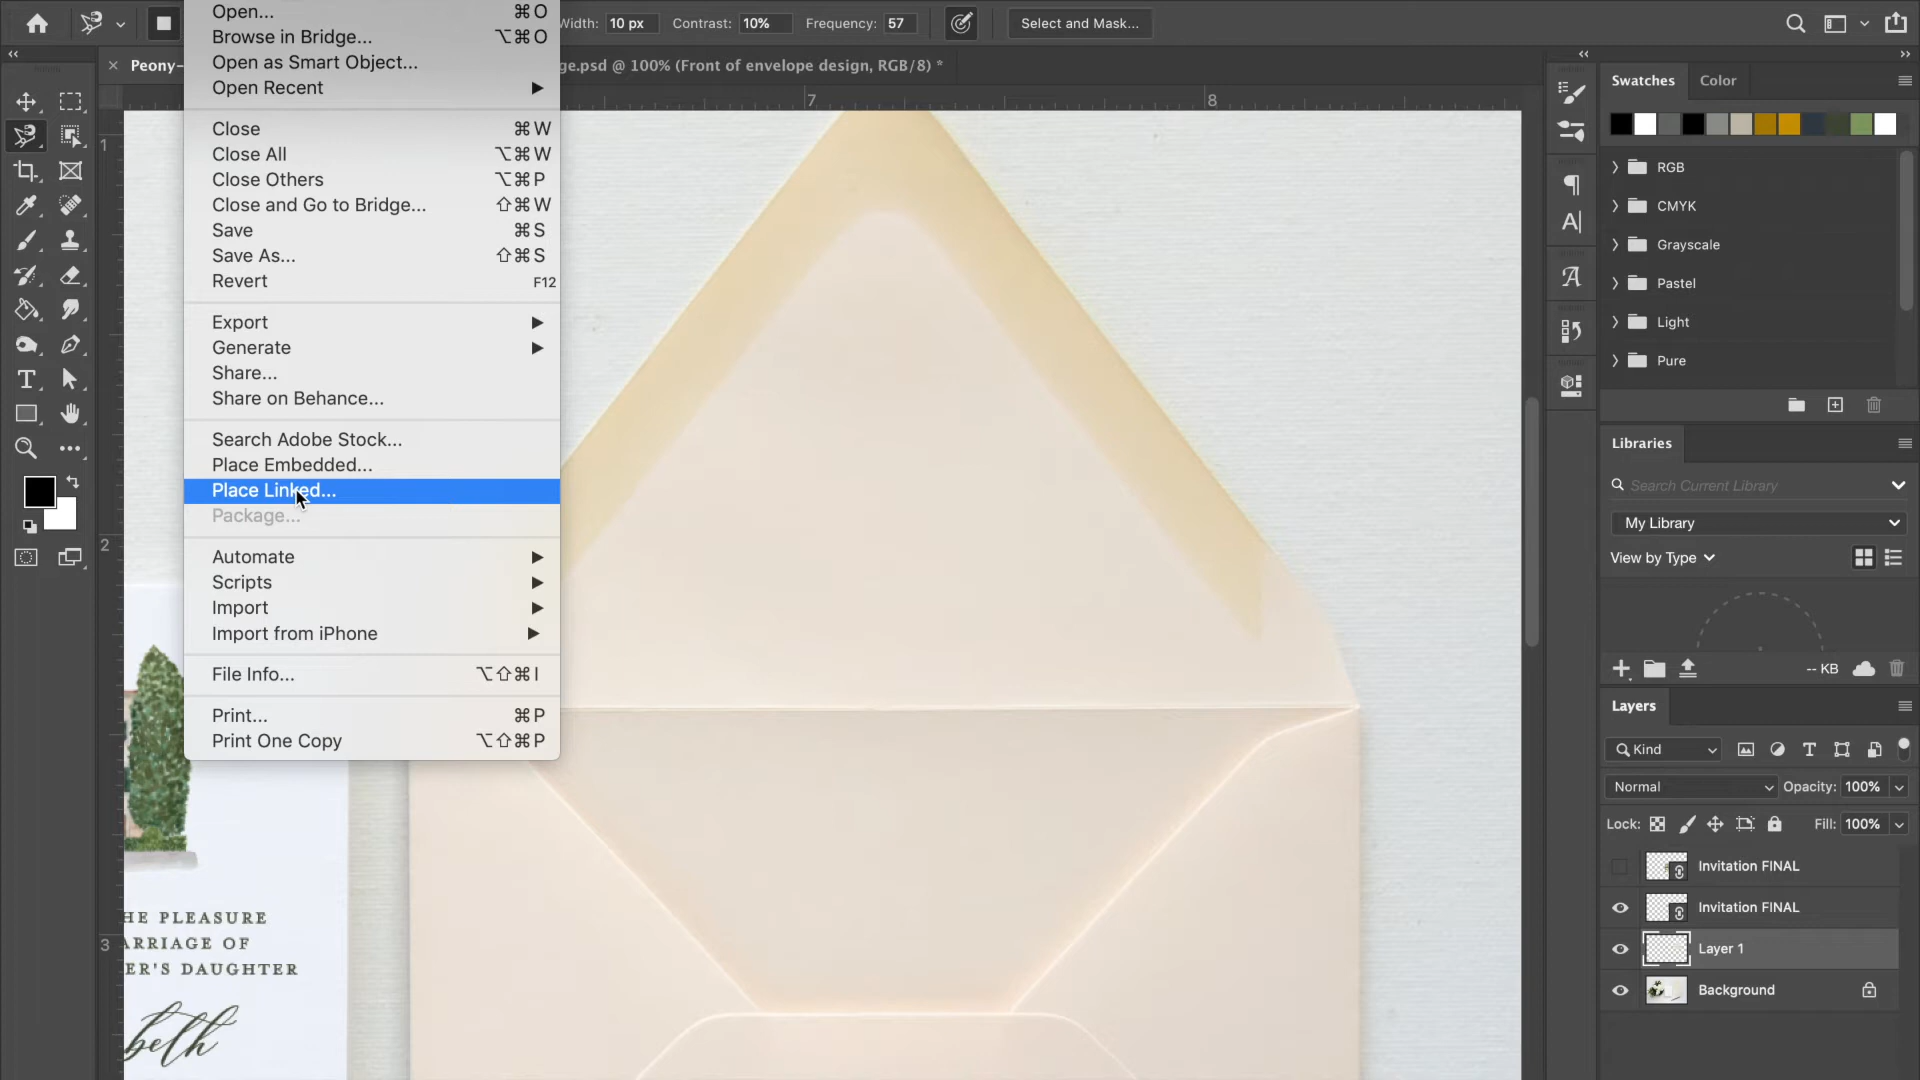 Open... ⌘O
Width: 10 px Contrast: 10% Frequency: 57 Select and Mask...
Browse in Bridge... ⌥⌘O
Open as Smart Object...
Open Recent
× Peony-
ge.psd @ 100% (Front of envelope design, RGB/8) *
7 8
Close ⌘W
Close All ⌥⌘W
Close Others ⌥⌘P
Close and Go to Bridge... ⇧⌘W
Save ⌘S
Save As... ⇧⌘S
Revert F12
Export
Generate
Share...
Share on Behance...
Search Adobe Stock...
Place Embedded...
Place Linked...
Package...
Automate
Scripts
Import
Import from iPhone
File Info... ⌥⇧⌘I
Print... ⌘P
Print One Copy ⌥⇧⌘P
1
2
3
HE PLEASURE
ARRIAGE OF
ER'S DAUGHTER
beth
Swatches Color
RGB
CMYK
Grayscale
Pastel
Light
Pure
Libraries
Search Current Library
My Library
View by Type
-- KB
Layers
Kind
Normal Opacity: 100%
Lock: Fill: 100%
Invitation FINAL
Invitation FINAL
Layer 1
Background